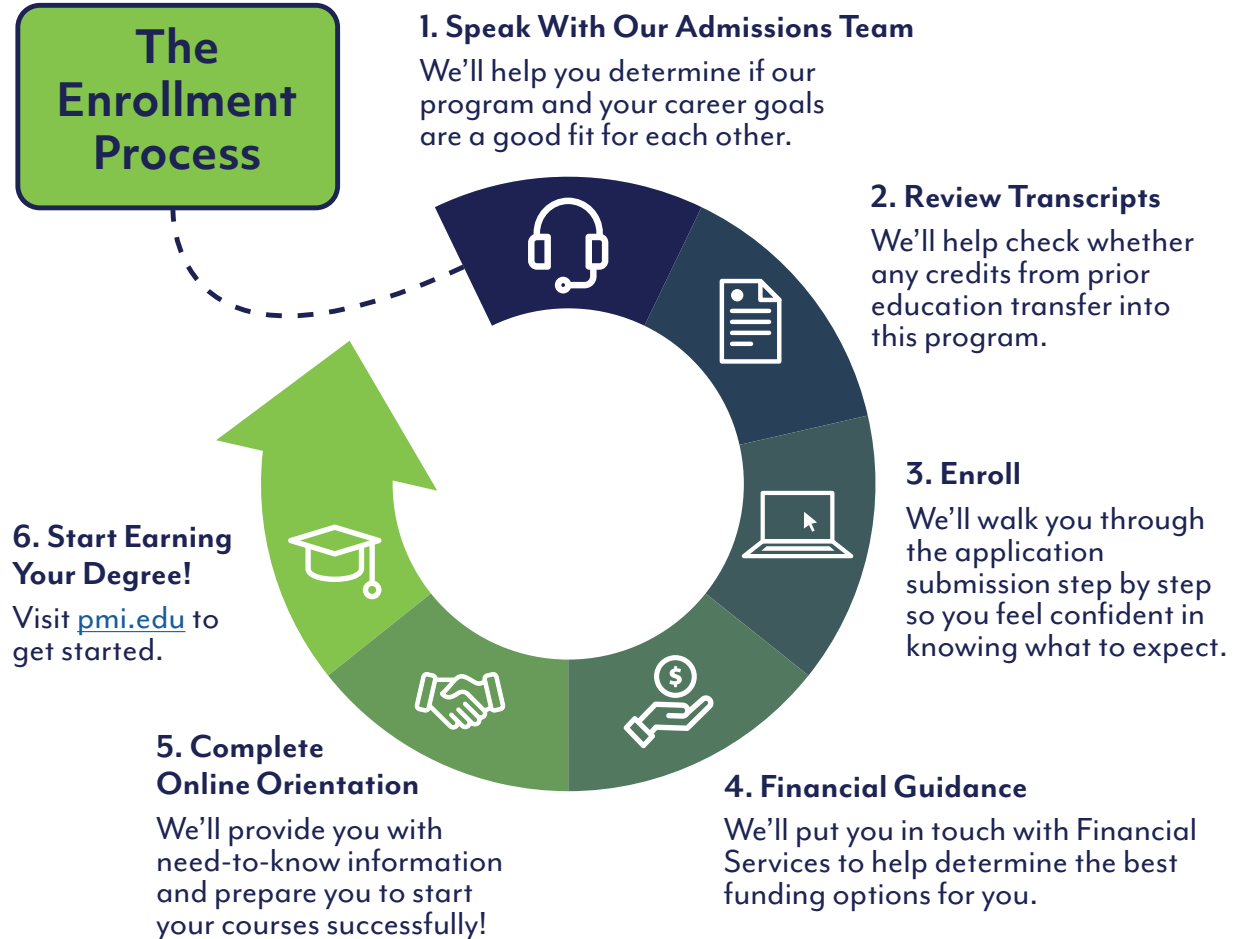 The
Enrollment
Process
1. Speak With Our Admissions Team
We'll help you determine if our
program and your career goals
are a good fit for each other.
2. Review Transcripts
We'll help check whether
any credits from prior
education transfer into
this program.
3. Enroll
We'll walk you through
the application
submission step by step
so you feel confident in
knowing what to expect.
$
4. Financial Guidance
We'll put you in touch with Financial
Services to help determine the best
funding options for you.
5. Complete
Online Orientation
We'll provide you with
need-to-know information
and prepare you to start
your courses successfully!
6. Start Earning
Your Degree!
Visit pmi.edu to
get started.